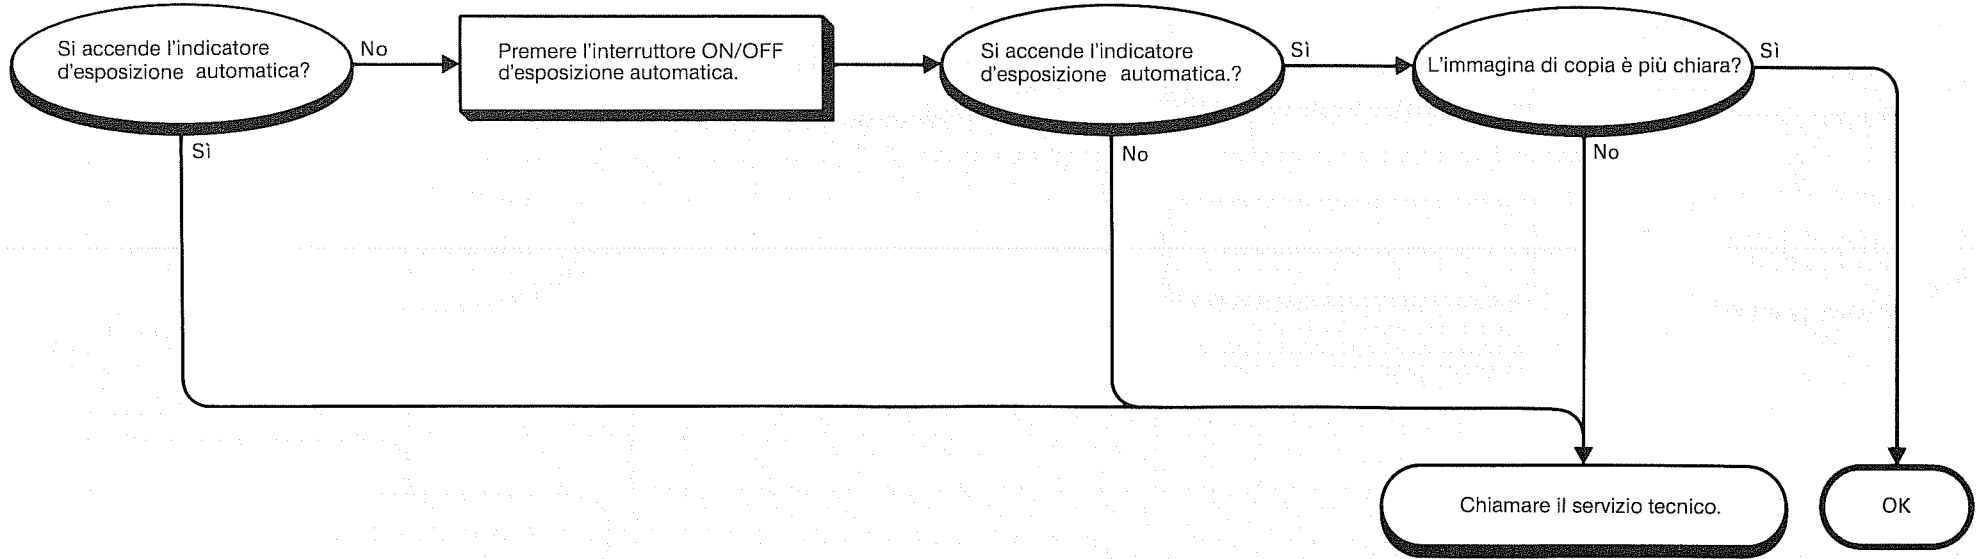 Si accende l'indicatore
d'esposizione automatica?
No
Sì
Premere l'interruttore ON/OFF
d'esposizione automatica.
Si accende l'indicatore
d'esposizione automatica.?
Sì
No
L'immagina di copia è più chiara?
Sì
No
Chiamare il servizio tecnico.
OK